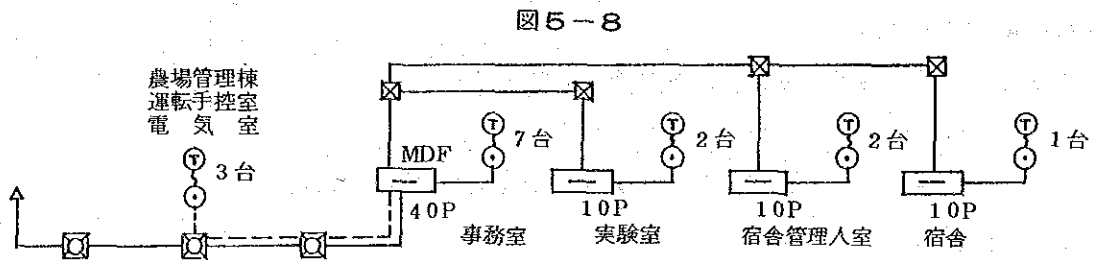 図5-8
農場管理棟
運転手控室
電気室
T
3台
MDF
40P
T
7台
事務室
10P
T
2台
実験室
10P
T
2台
宿舎管理人室
10P
T
1台
宿舎